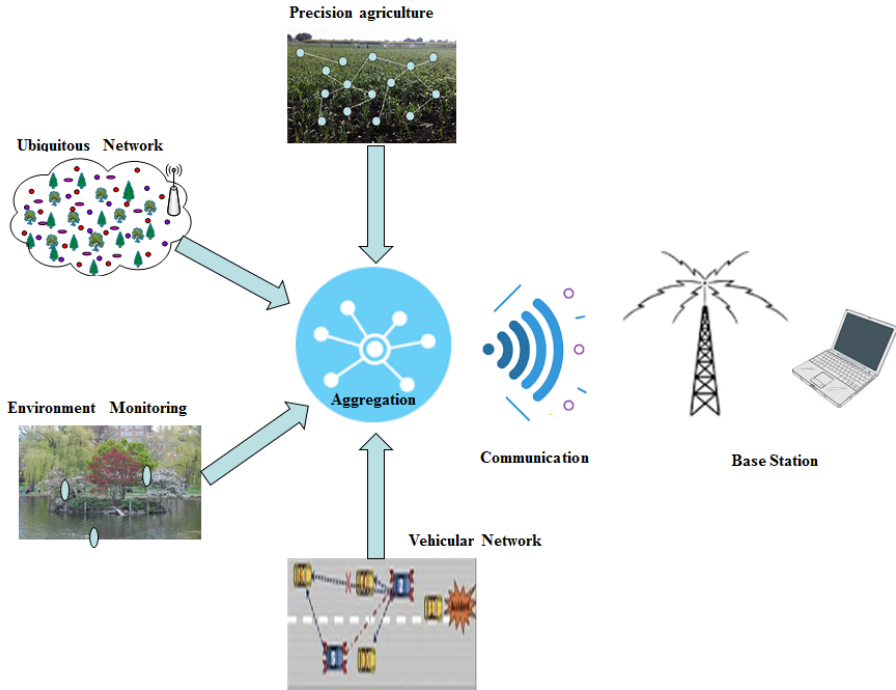 Precision agriculture
Ubiquitous Network
Aggregation
Environment Monitoring
Communication
Base Station
Vehicular Network